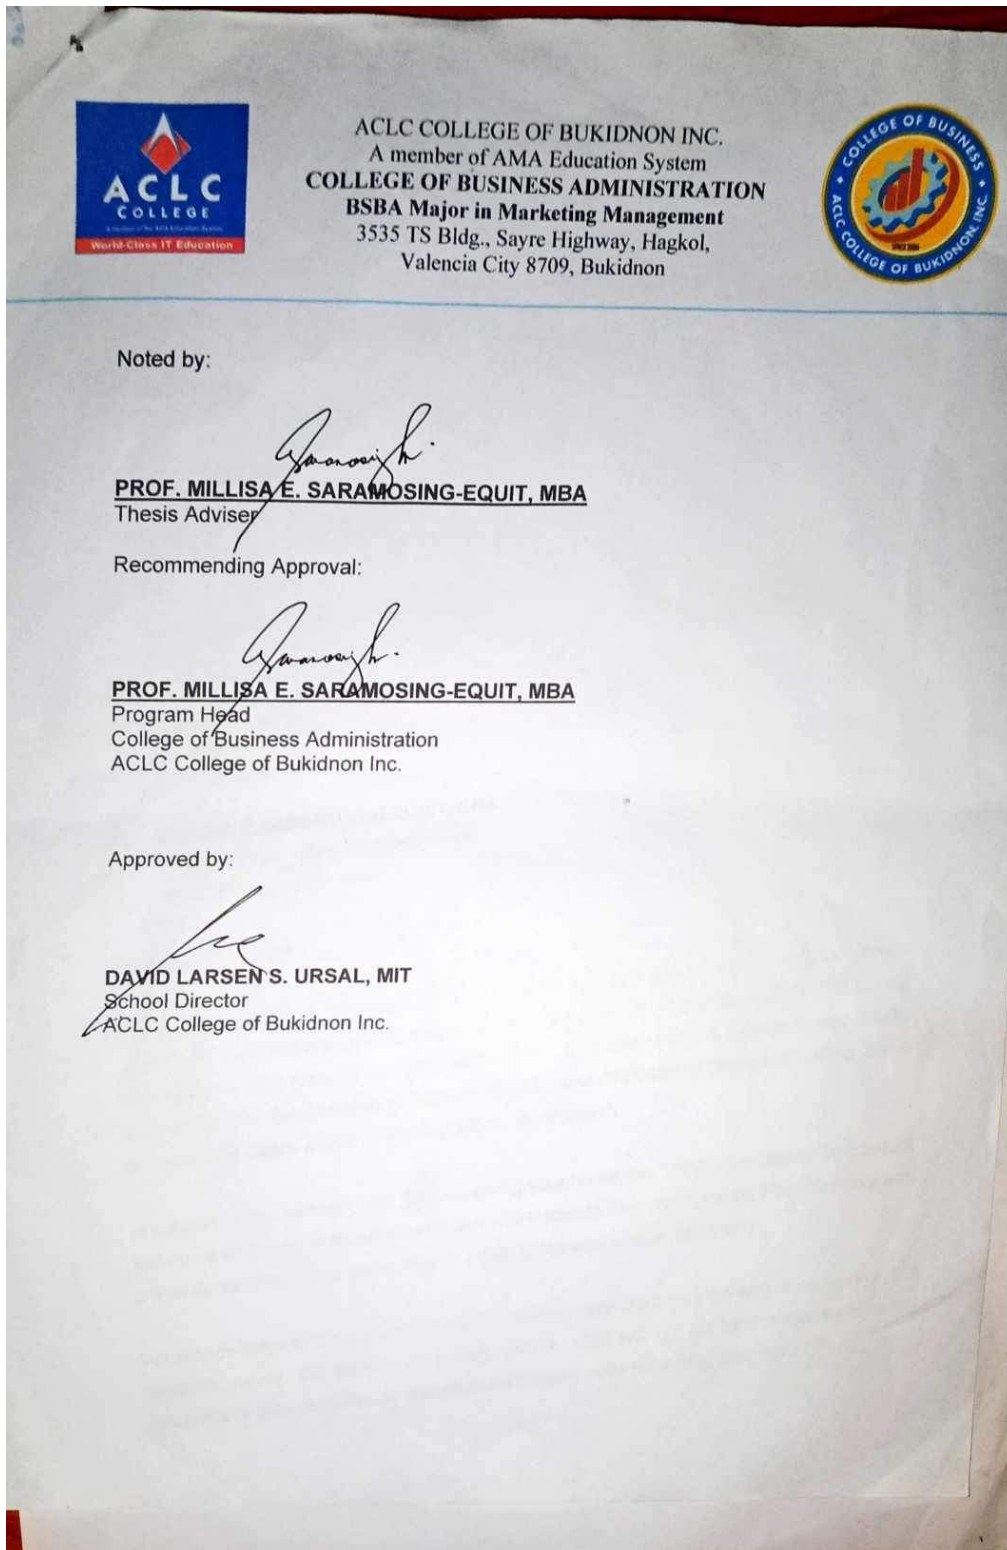 ACLC
COLLEGE
World-Class IT Education
ACLC COLLEGE OF BUKIDNON INC.
A member of AMA Education System
COLLEGE OF BUSINESS ADMINISTRATION
BSBA Major in Marketing Management
3535 TS Bldg., Sayre Highway, Hagkol,
Valencia City 8709, Bukidnon
COLLEGE OF BUSINESS
ACLC COLLEGE OF BUKIDNON, INC.
Noted by:
PROF. MILLISA E. SARAMOSING-EQUIT, MBA
Thesis Adviser
Recommending Approval:
PROF. MILLISA E. SARAMOSING-EQUIT, MBA
Program Head
College of Business Administration
ACLC College of Bukidnon Inc.
Approved by:
DAVID LARSEN S. URSAL, MIT
School Director
ACLC College of Bukidnon Inc.